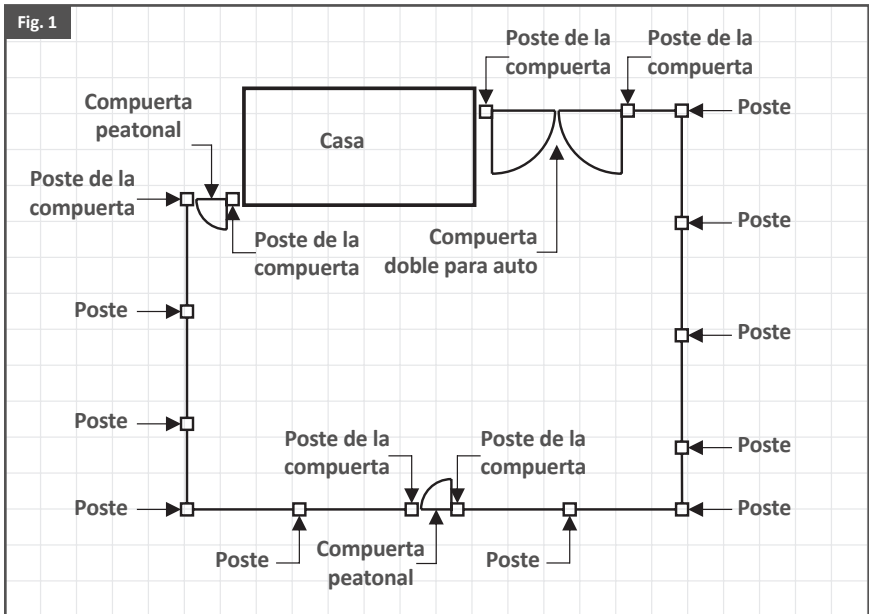 Fig. 1
Poste de la
compuerta
Poste de la
compuerta
Poste
Compuerta
peatonal
Casa
Poste de la
compuerta
Poste de la
compuerta
Compuerta
doble para auto
Poste
Poste
Poste
Poste
Poste de la
compuerta
Poste de la
compuerta
Poste
Poste
Poste
Poste
Compuerta
peatonal
Poste